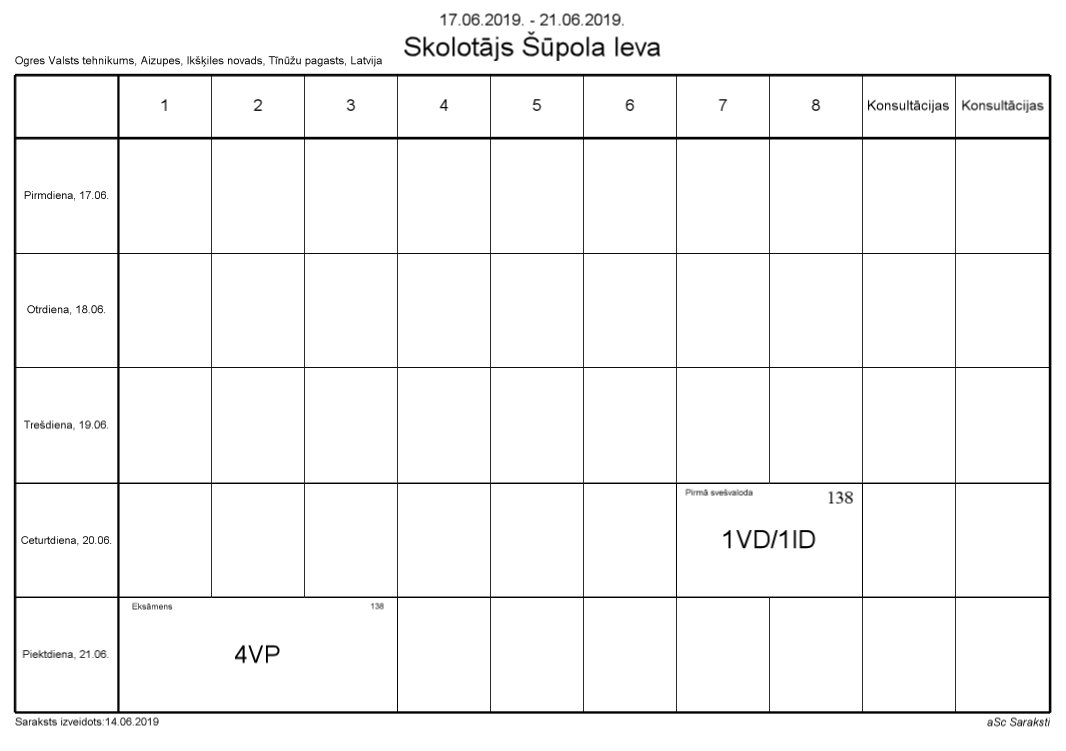 17.06.2019. - 21.06.2019.
Skolotājs Šūpola Ieva
Ogres Valsts tehnikums, Aizupes, Ikšķiles novads, Tīnūžu pagasts, Latvija
1 2 3 4 5 6 7 8 Konsultācijas Konsultācijas
Pirmdiena, 17.06.
Otrdiena, 18.06.
Trešdiena, 19.06.
Pirmā svešvaloda 138
Ceturtdiena, 20.06. 1VD/1ID
Eksāmens 138
Piektdiena, 21.06. 4VP
Saraksts izveidots:14.06.2019 aSc Saraksti